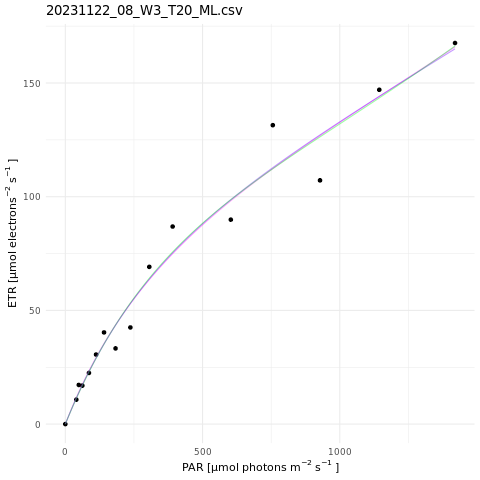 20231122_08_W3_T20_ML.csv
150
100
50
0
ETR [μmol electrons⁻² s⁻¹ ]
0 500 1000
PAR [μmol photons m⁻² s⁻¹ ]